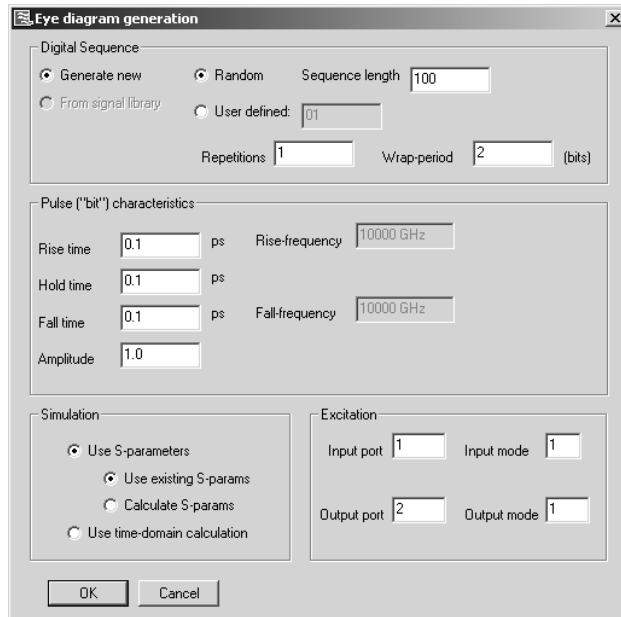 Eye diagram generation
Digital Sequence
Generate new
Random
Sequence length 100
From signal library
User defined: 01
Repetitions 1
Wrap-period 2 (bits)
Pulse ("bit") characteristics
Rise time 0.1 ps
Rise-frequency 10000 GHz
Hold time 0.1 ps
Fall time 0.1 ps
Fall-frequency 10000 GHz
Amplitude 1.0
Simulation
Use S-parameters
Use existing S-params
Calculate S-params
Use time-domain calculation
Excitation
Input port 1
Input mode 1
Output port 2
Output mode 1
OK
Cancel